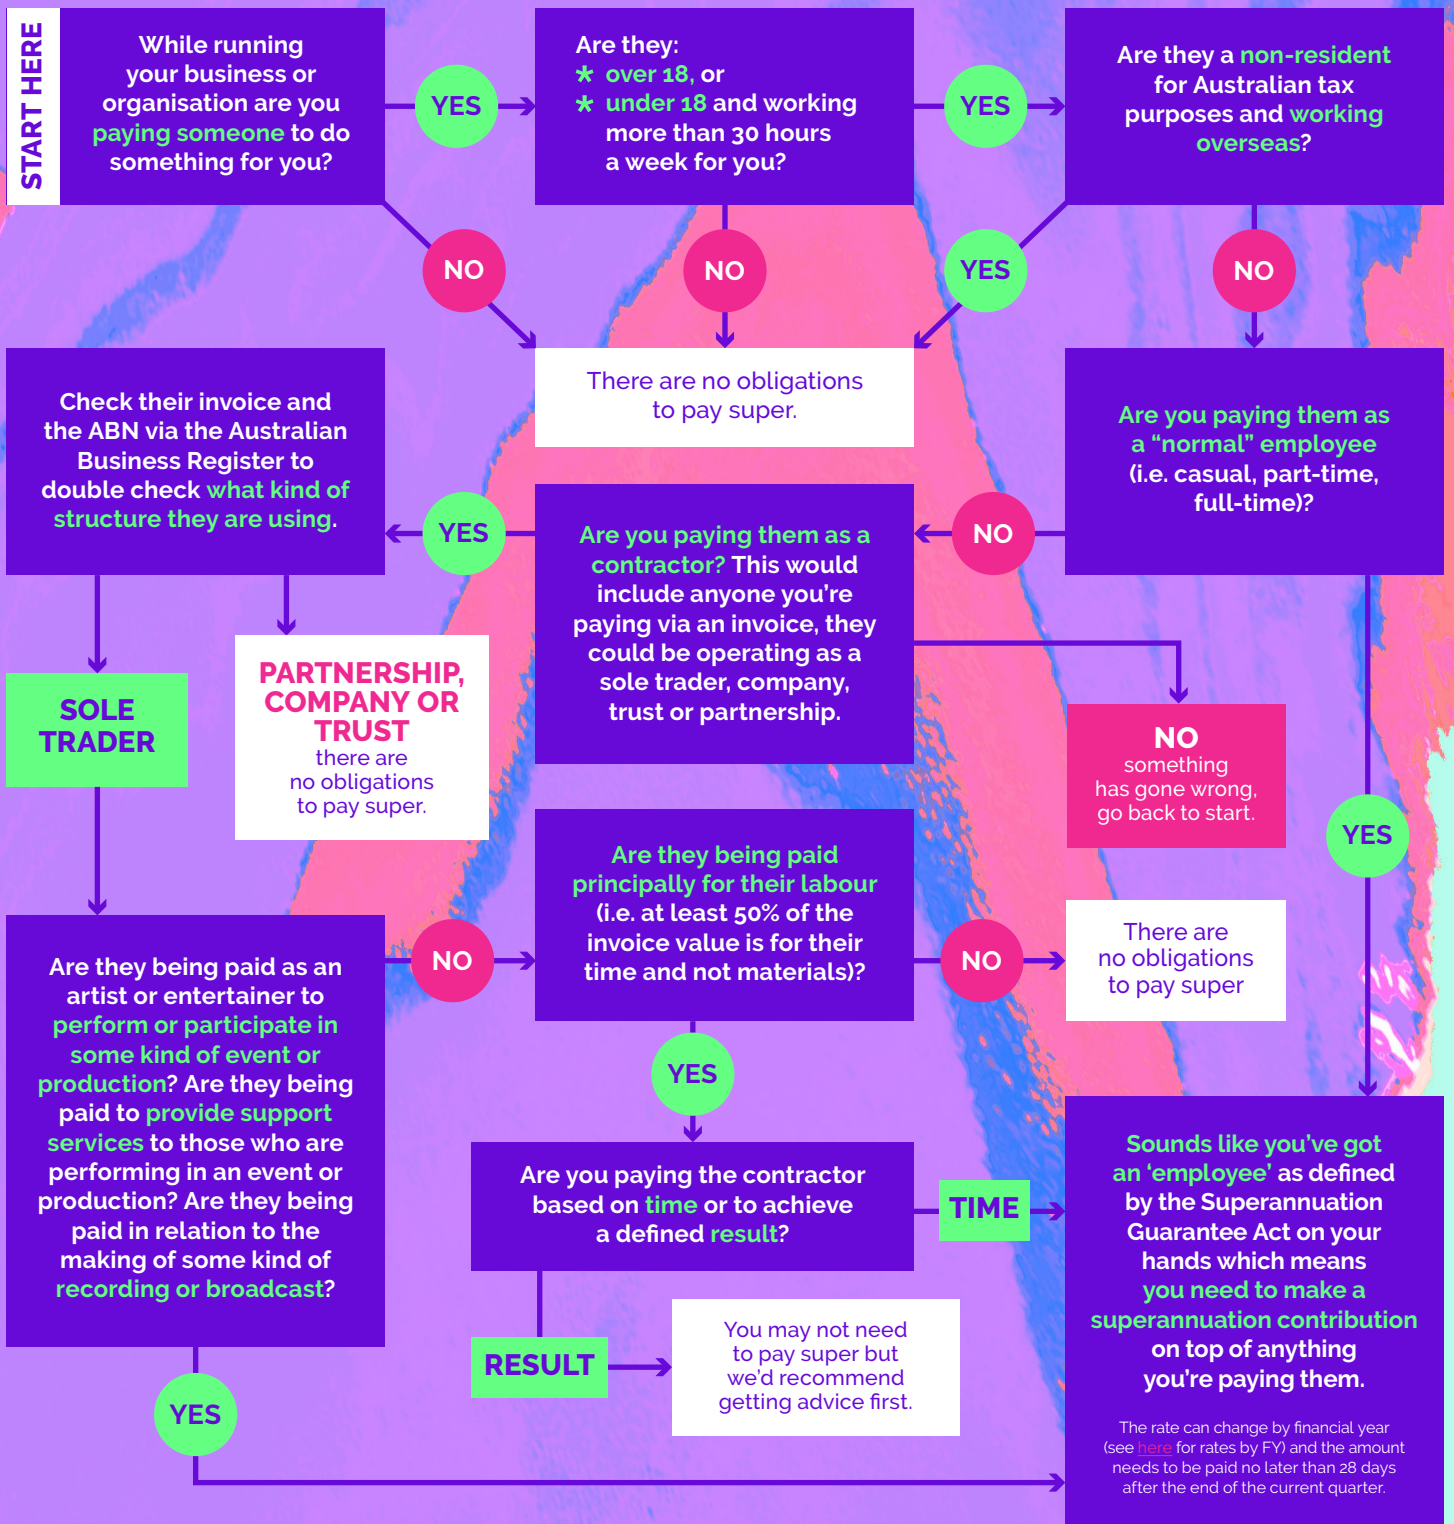 START HERE
While running
your business or
organisation are you
paying someone to do
something for you?
YES
Are they:
* over 18, or
* under 18 and working
more than 30 hours
a week for you?
YES
Are they a non-resident
for Australian tax
purposes and working
overseas?
NO
NO
YES
NO
Check their invoice and
the ABN via the Australian
Business Register to
double check what kind of
structure they are using.
There are no obligations
to pay super.
Are you paying them as
a “normal” employee
(i.e. casual, part-time,
full-time)?
YES
Are you paying them as a
contractor? This would
include anyone you’re
paying via an invoice, they
could be operating as a
sole trader, company,
trust or partnership.
NO
SOLE
TRADER
PARTNERSHIP,
COMPANY OR
TRUST
there are
no obligations
to pay super.
NO
something
has gone wrong,
go back to start.
YES
Are they being paid as an
artist or entertainer to
perform or participate in
some kind of event or
production? Are they being
paid to provide support
services to those who are
performing in an event or
production? Are they being
paid in relation to the
making of some kind of
recording or broadcast?
NO
Are they being paid
principally for their labour
(i.e. at least 50% of the
invoice value is for their
time and not materials)?
NO
There are
no obligations
to pay super
YES
Are you paying the contractor
based on time or to achieve
a defined result?
TIME
Sounds like you’ve got
an ‘employee’ as defined
by the Superannuation
Guarantee Act on your
hands which means
you need to make a
superannuation contribution
on top of anything
you’re paying them.
The rate can change by financial year
(see here for rates by FY) and the amount
needs to be paid no later than 28 days
after the end of the current quarter.
RESULT
You may not need
to pay super but
we’d recommend
getting advice first.
YES